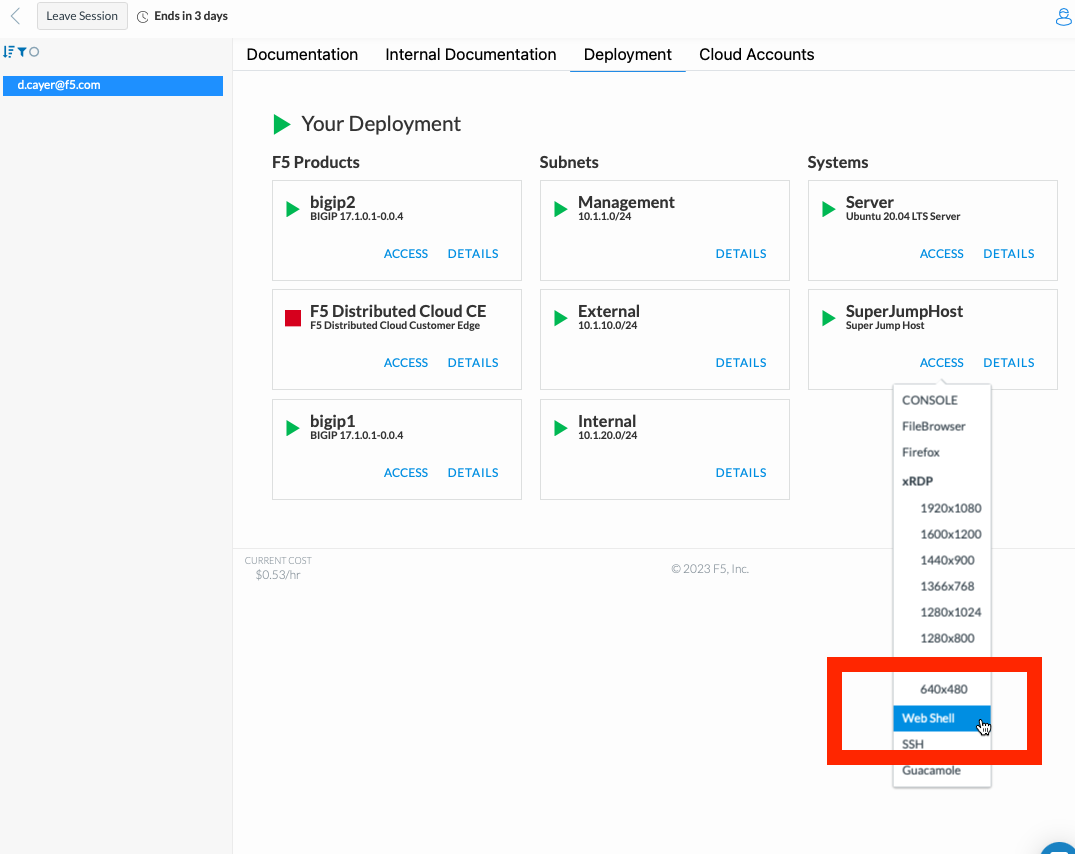 Leave Session
Ends in 3 days
d.cayer@f5.com
Documentation
Internal Documentation
Deployment
Cloud Accounts
Your Deployment
F5 Products
bigip2
BIGIP 17.1.0.1-0.0.4
ACCESS DETAILS
F5 Distributed Cloud CE
F5 Distributed Cloud Customer Edge
ACCESS DETAILS
bigip1
BIGIP 17.1.0.1-0.0.4
ACCESS DETAILS
Subnets
Management
10.1.1.0/24
DETAILS
External
10.1.10.0/24
DETAILS
Internal
10.1.20.0/24
DETAILS
Systems
Server
Ubuntu 20.04 LTS Server
ACCESS DETAILS
SuperJumpHost
Super Jump Host
ACCESS DETAILS
CONSOLE
FileBrowser
Firefox
xRDP
1920x1080
1600x1200
1440x900
1366x768
1280x1024
1280x800
640x480
Web Shell
SSH
Guacamole
CURRENT COST
$0.53/hr
© 2023 F5, Inc.